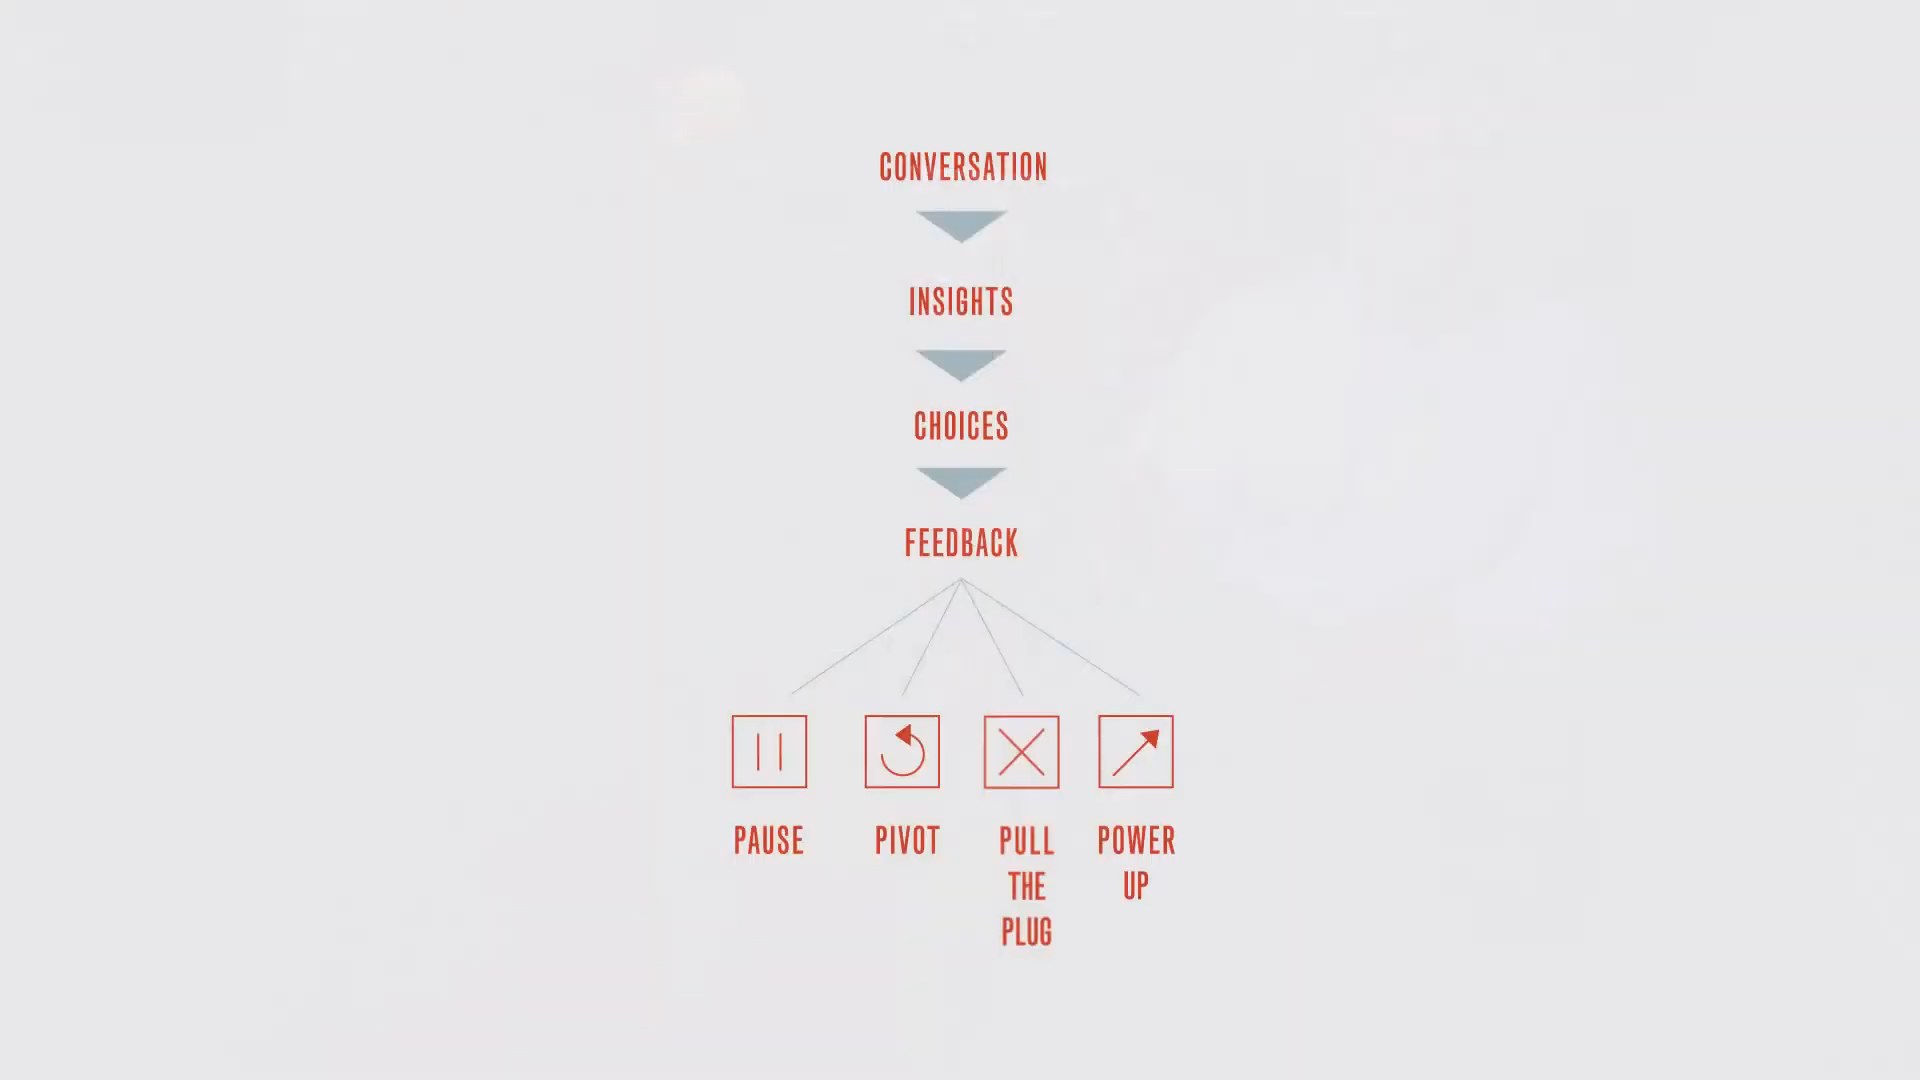 CONVERSATION
INSIGHTS
CHOICES
FEEDBACK
PAUSE
PIVOT
PULL
THE
PLUG
POWER
UP